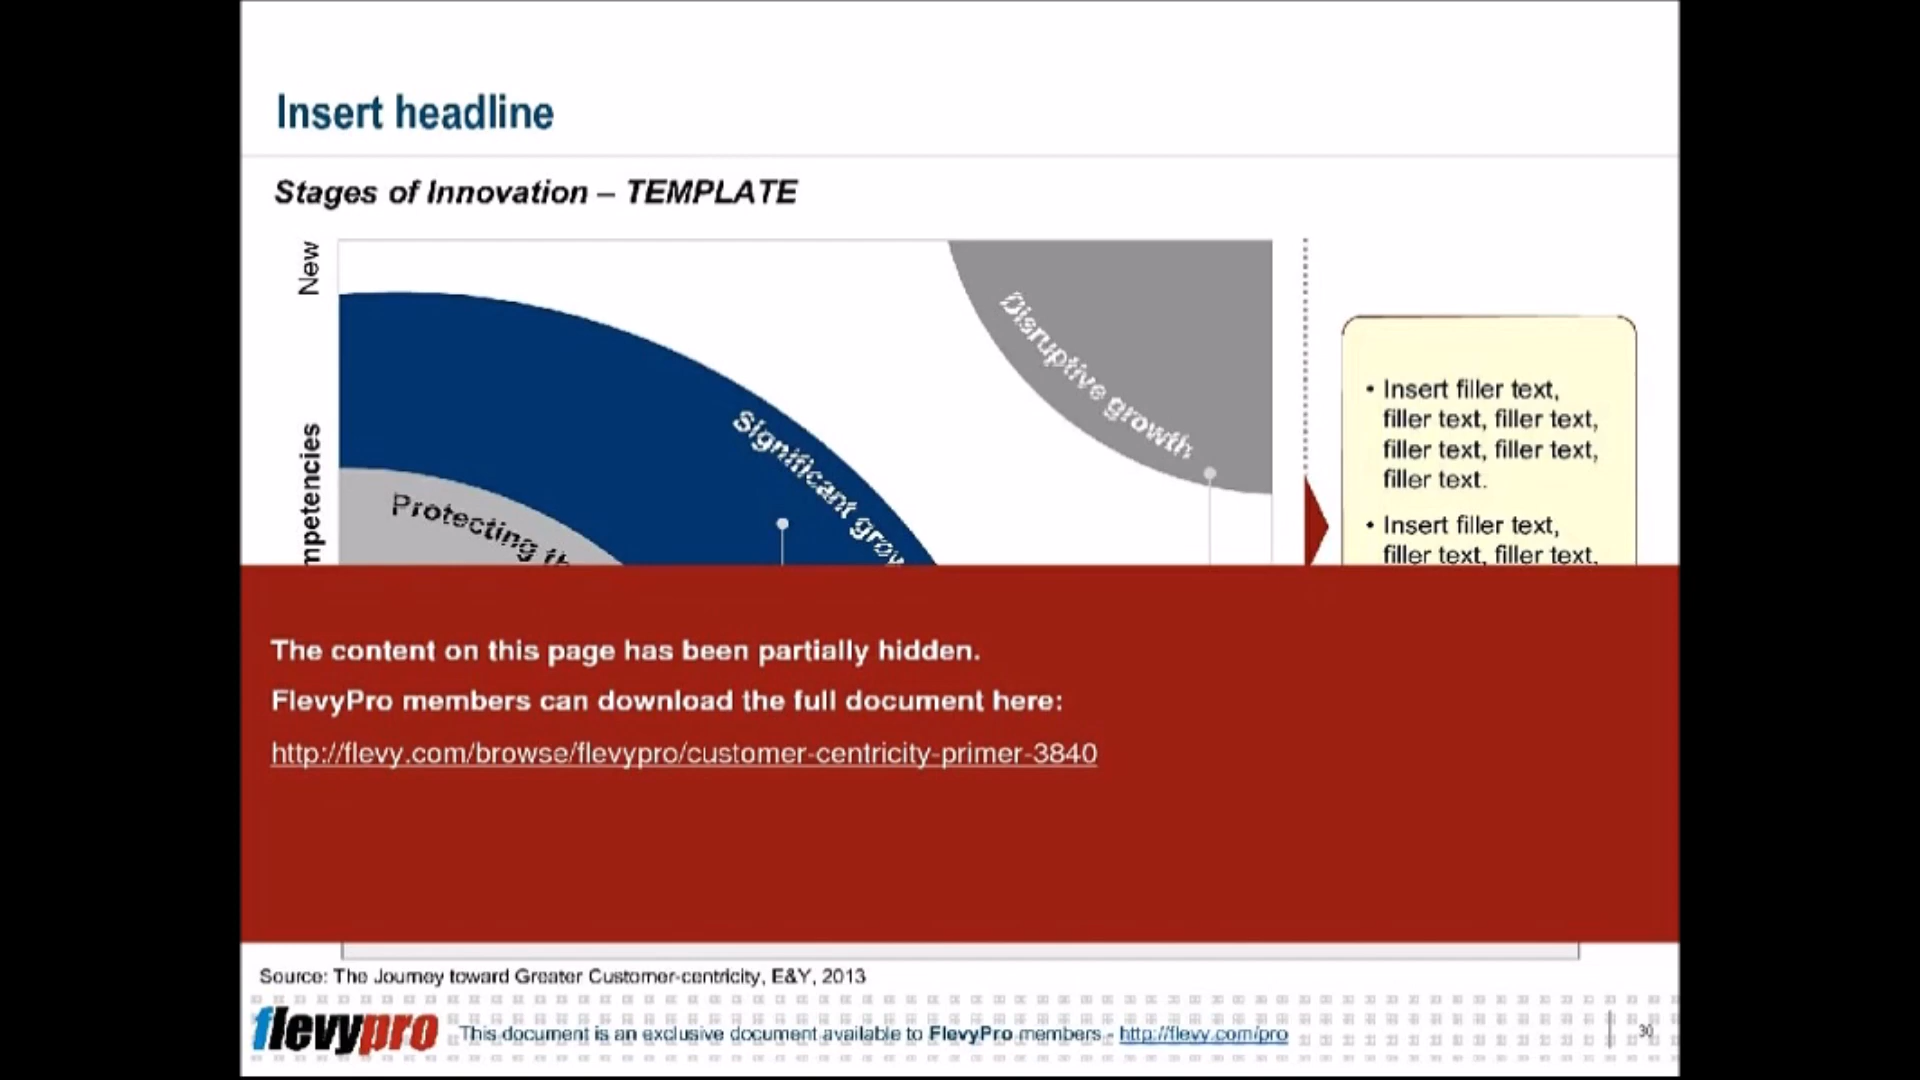 Insert headline
Stages of Innovation – TEMPLATE
New
Disruptive growth
Significant
Protecting
• Insert filler text,
filler text, filler text,
filler text, filler text,
filler text.
• Insert filler text,
filler text, filler text,
The content on this page has been partially hidden.
FlevyPro members can download the full document here:
http://flevy.com/browse/flevypro/customer-centricity-primer-3840
Source: The Journey toward Greater Customer-centricity, E&Y, 2013
flevypro
This document is an exclusive document available to FlevyPro members - http://flevy.com/pro
30